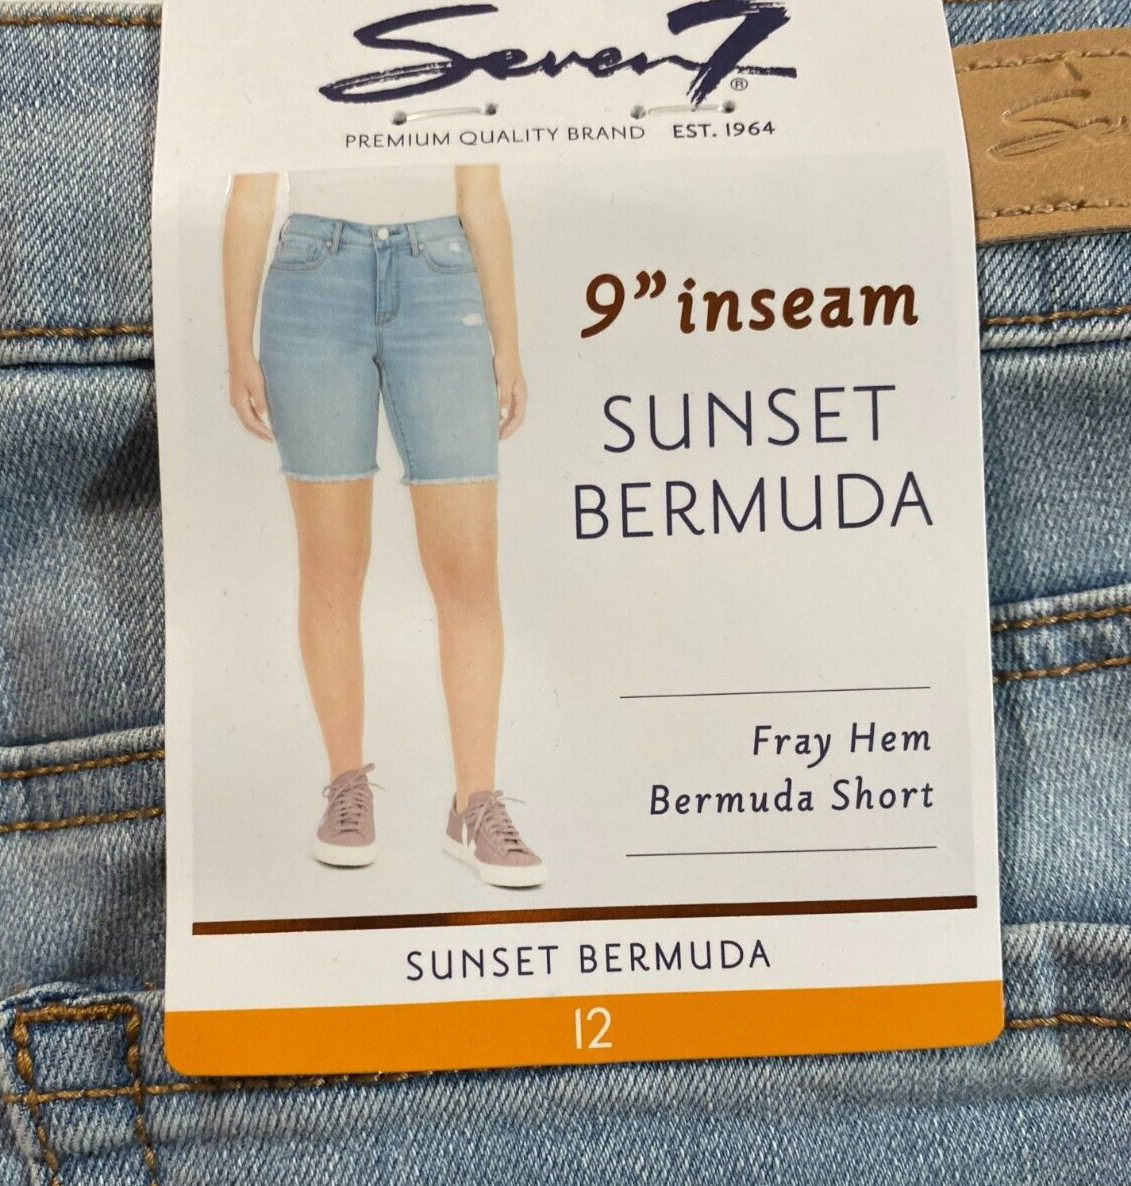 Seven7®
PREMIUM QUALITY BRAND EST. 1964
9" inseam
SUNSET
BERMUDA
Fray Hem
Bermuda Short
SUNSET BERMUDA
12